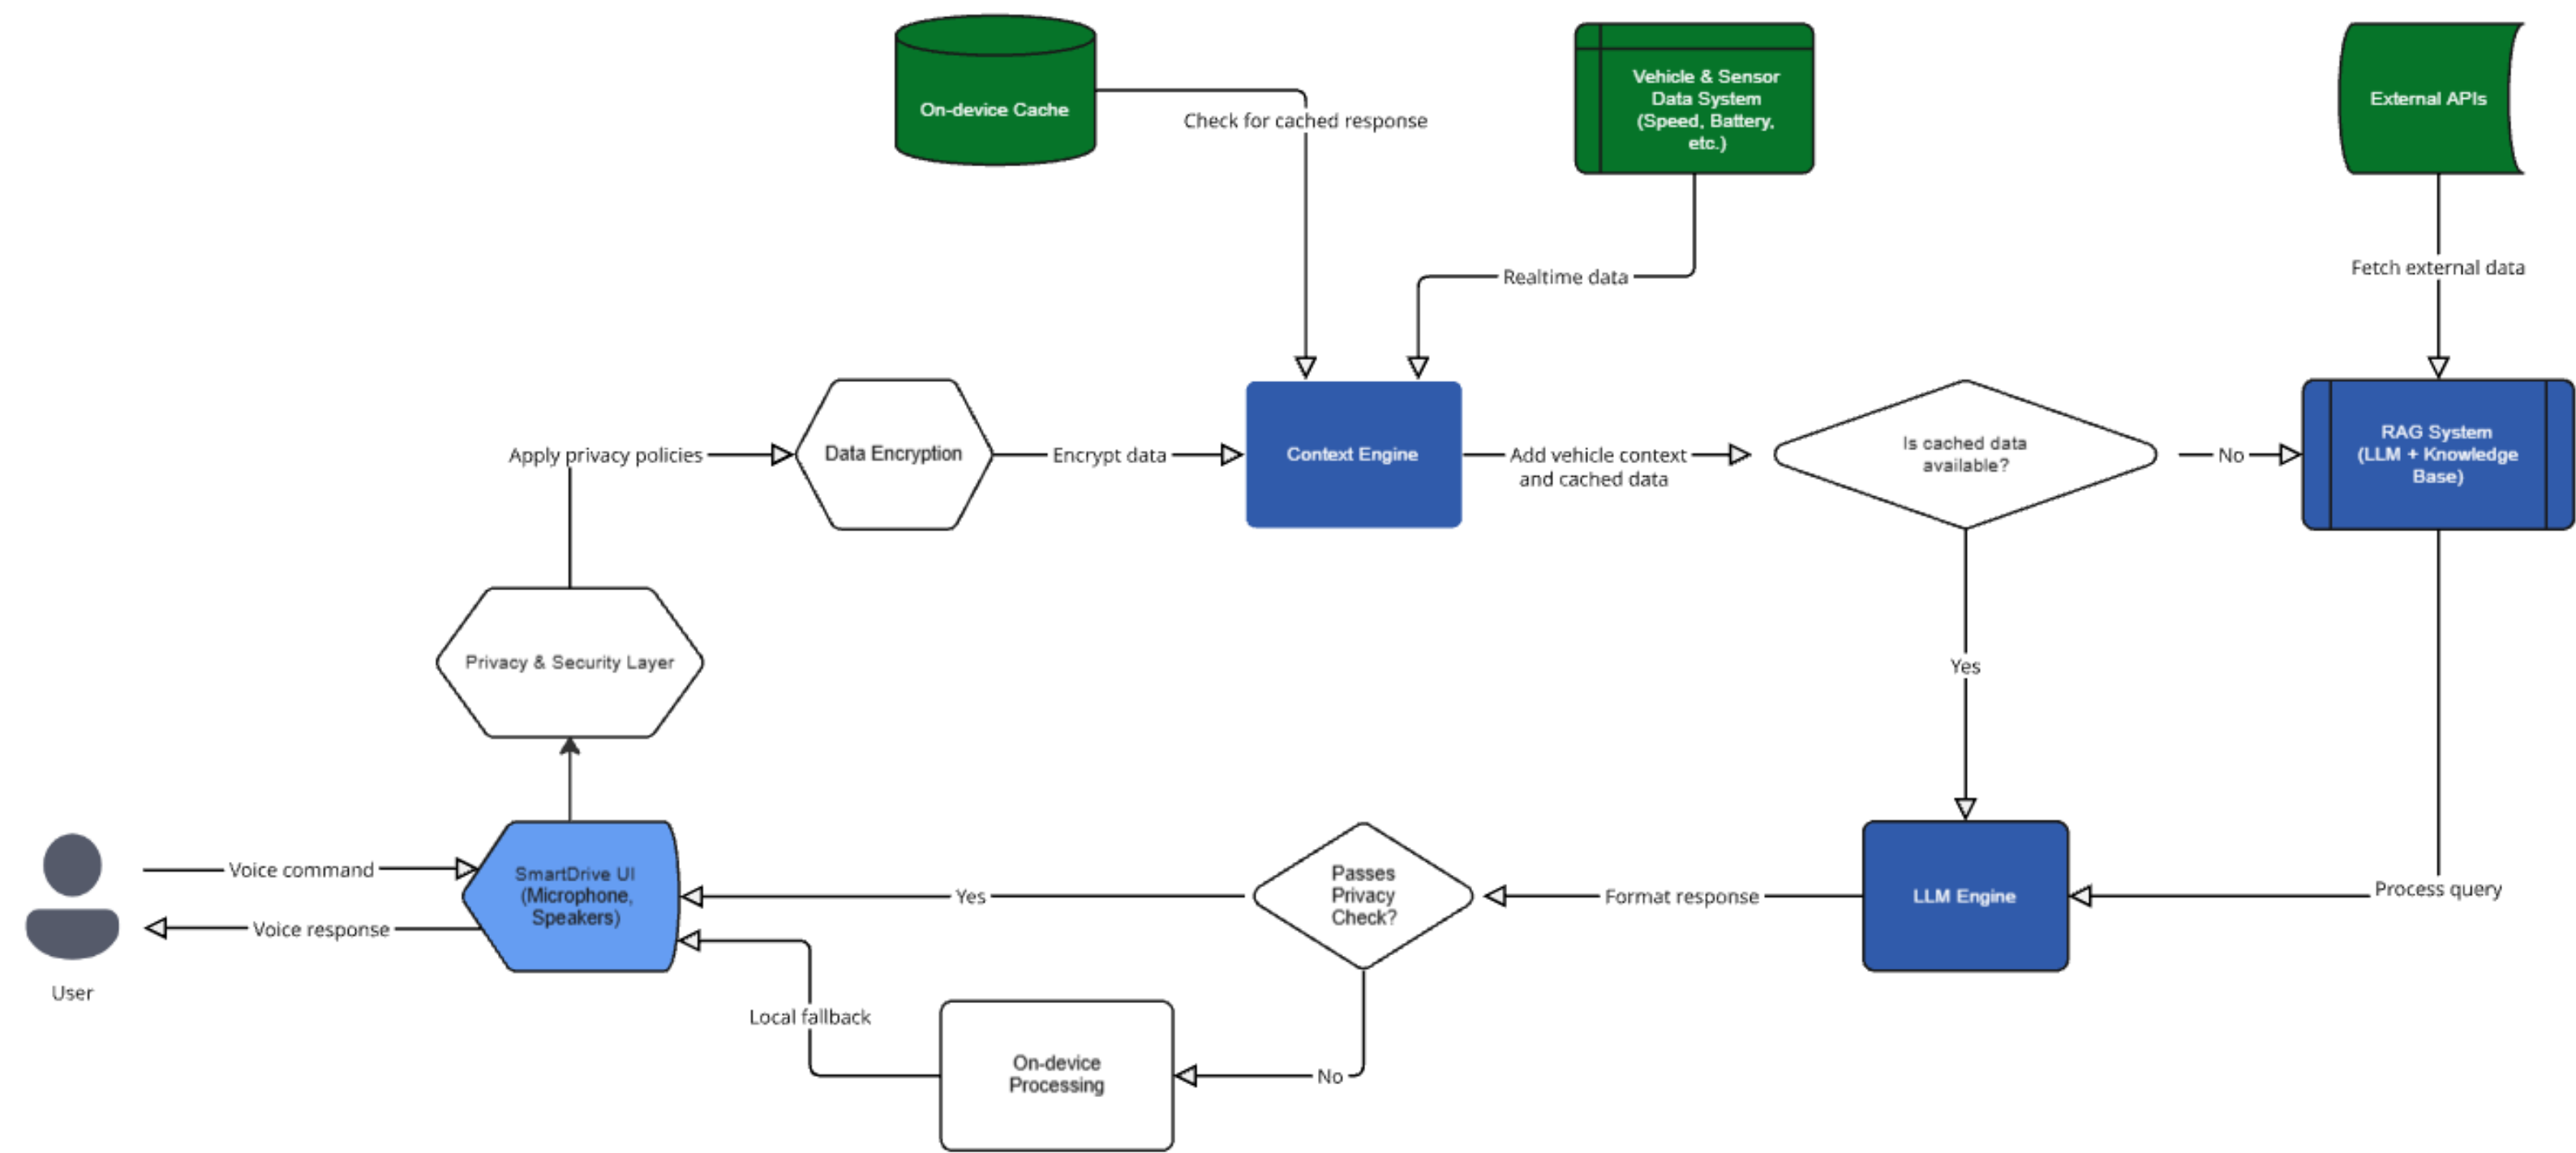 On-device Cache
Check for cached response
Vehicle & Sensor
Data System
(Speed, Battery,
etc.)
External APIs
Realtime data
Fetch external data
Apply privacy policies
Data Encryption
Encrypt data
Context Engine
Add vehicle context
and cached data
Is cached data
available?
No
RAG System
(LLM + Knowledge
Base)
Privacy & Security Layer
Yes
Voice command
Voice response
User
SmartDrive UI
(Microphone,
Speakers)
Yes
Passes
Privacy
Check?
Format response
LLM Engine
Process query
Local fallback
On-device
Processing
No